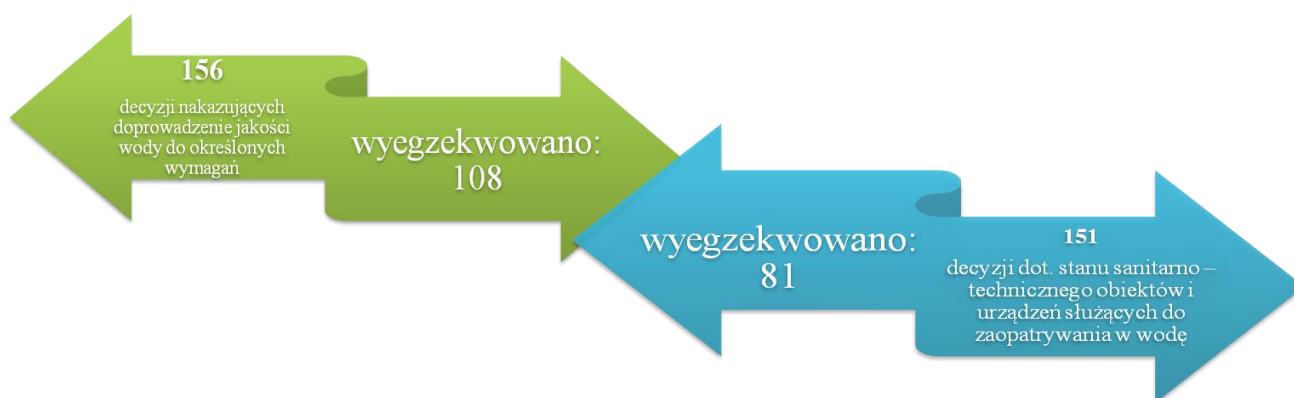 156
decyzji nakazujących
doprowadzenie jakości
wody do określonych
wymagań
wyegzekwowano:
108
wyegzekwowano:
81
151
decyzji dot. stanu sanitarno –
technicznego obiektów i
urządzeń służących do
zaopatrywania w wodę